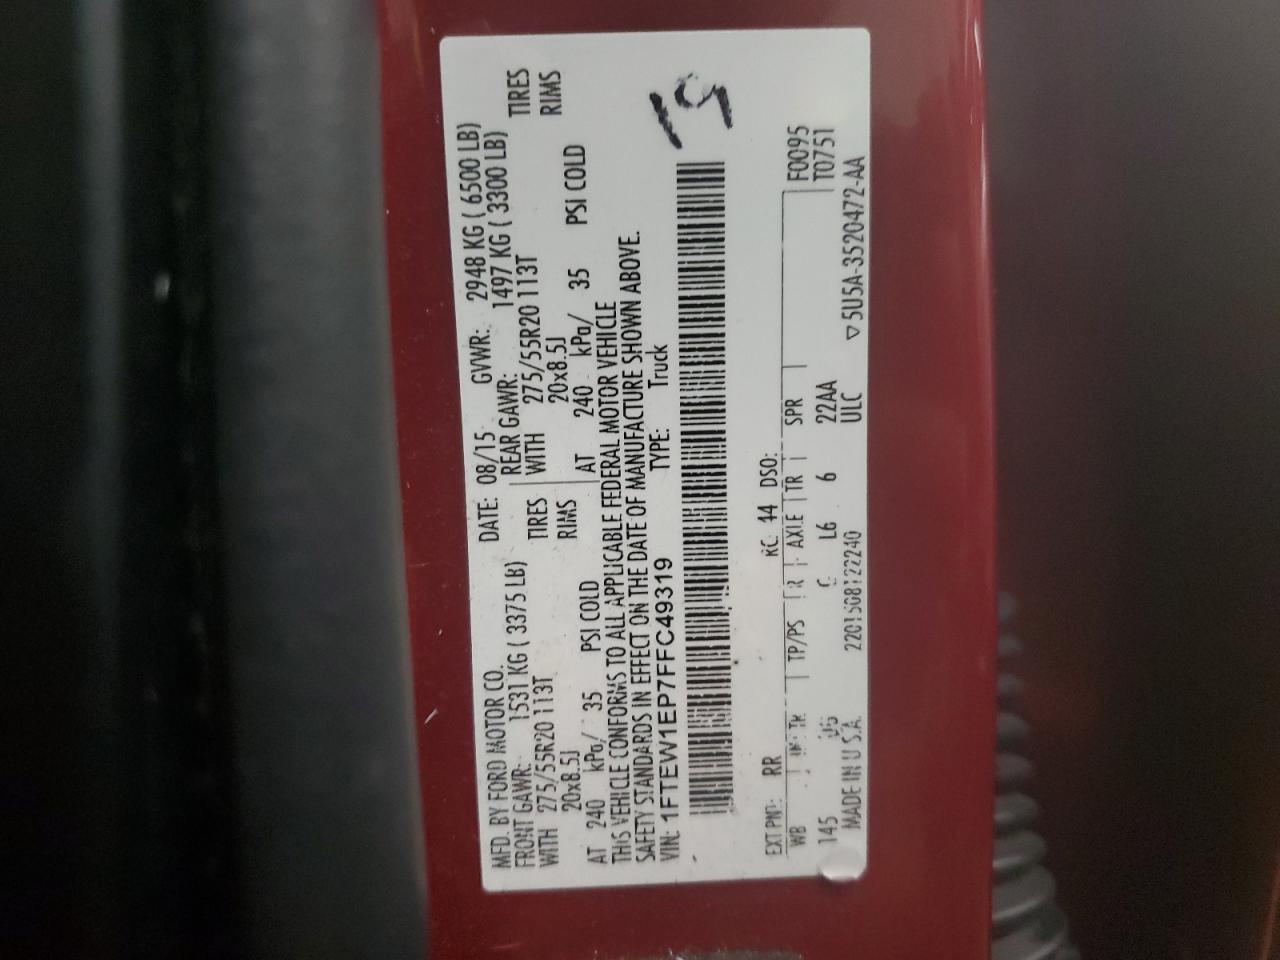 MFD. BY FORD MOTOR CO.
DATE: 08/15 GVWR: 2948 KG ( 6500 LB)
FRONT GAWR: 1531 KG ( 3375 LB) REAR GAWR: 1497 KG ( 3300 LB)
WITH 275/55R20 113T TIRES WITH 275/55R20 113T TIRES
20x8.5J RIMS 20x8.5J RIMS
AT 240 kPa/ 35 PSI COLD AT 240 kPa/ 35 PSI COLD
THIS VEHICLE CONFORMS TO ALL APPLICABLE FEDERAL MOTOR VEHICLE
SAFETY STANDARDS IN EFFECT ON THE DATE OF MANUFACTURE SHOWN ABOVE.
VIN: 1FTEW1EP7FFC49319 TYPE: Truck
EXT PNT: RR RC: 44 DSO:
WB TP/PS R AXLE TR SPR F0095
145 L6 6 22AA T0751
MADE IN U S A. ULC ▽5U5A-3520472-AA